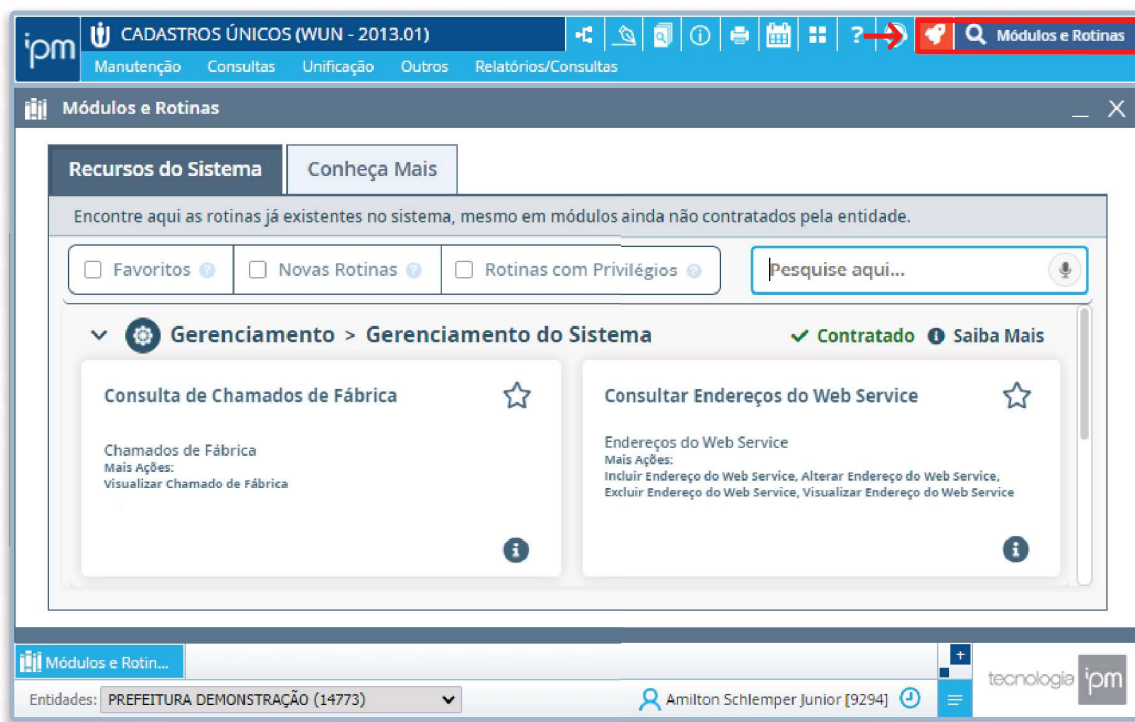 ipm
CADASTROS ÚNICOS (WUN - 2013.01)
Módulos e Rotinas
Manutenção Consultas Unificação Outros Relatórios/Consultas
Módulos e Rotinas
Recursos do Sistema Conheça Mais
Encontre aqui as rotinas já existentes no sistema, mesmo em módulos ainda não contratados pela entidade.
Favoritos Novas Rotinas Rotinas com Privilégios Pesquise aqui...
Gerenciamento > Gerenciamento do Sistema Contratado Saiba Mais
Consulta de Chamados de Fábrica
Chamados de Fábrica
Mais Ações:
Visualizar Chamado de Fábrica
Consultar Endereços do Web Service
Endereços do Web Service
Mais Ações:
Incluir Endereço do Web Service, Alterar Endereço do Web Service,
Excluir Endereço do Web Service, Visualizar Endereço do Web Service
Módulos e Rotin...
Entidades: PREFEITURA DEMONSTRAÇÃO (14773) Amilton Schlemper Junior [9294]
tecnologia ipm